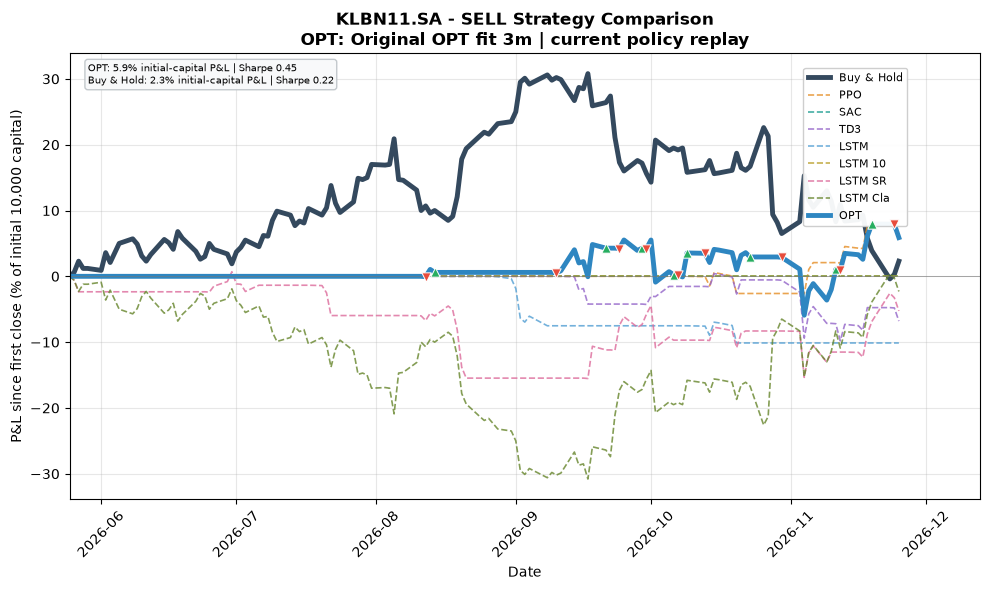 KLBN11.SA - SELL Strategy Comparison
OPT: Original OPT fit 3m | current policy replay
OPT: 5.9% initial-capital P&L | Sharpe 0.45
Buy & Hold: 2.3% initial-capital P&L | Sharpe 0.22
Buy & Hold
PPO
SAC
TD3
LSTM
LSTM 10
LSTM SR
LSTM Cla
OPT
P&L since first close (% of initial 10,000 capital)
30
20
10
0
−10
−20
−30
2026-06
2026-07
2026-08
2026-09
2026-10
2026-11
2026-12
Date